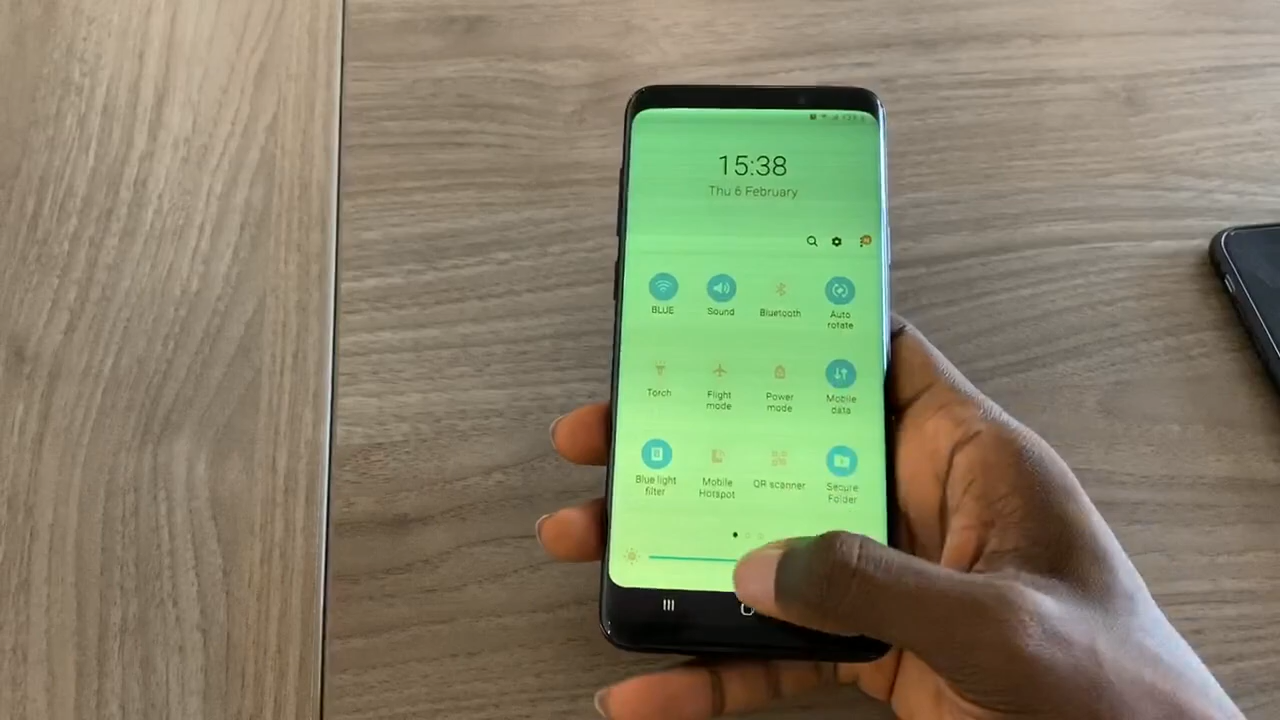 15:38
Thu 6 February
BLUE
Sound
Bluetooth
Auto
rotate
Torch
Flight
mode
Power
mode
Mobile
data
Blue light
filter
Mobile
Hotspot
QR scanner
Secure
Folder